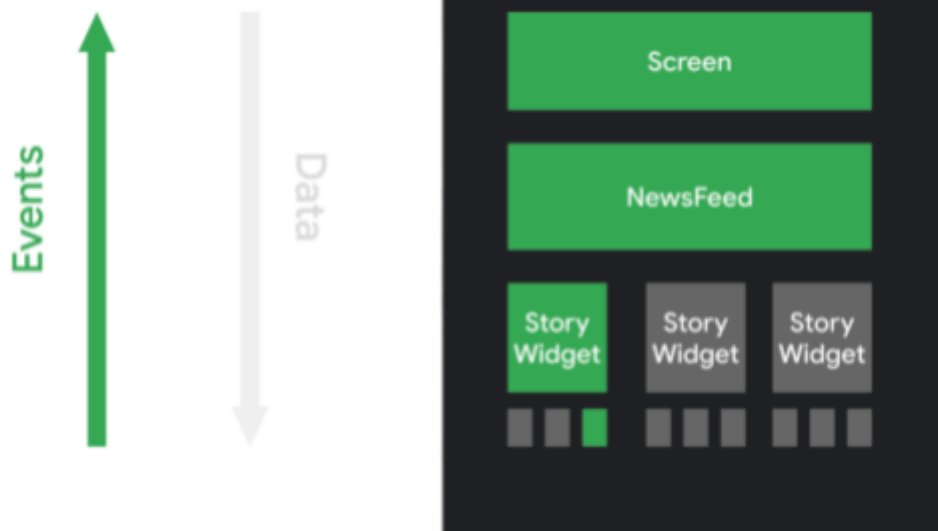 Events
Data
Screen
NewsFeed
Story
Widget
Story
Widget
Story
Widget